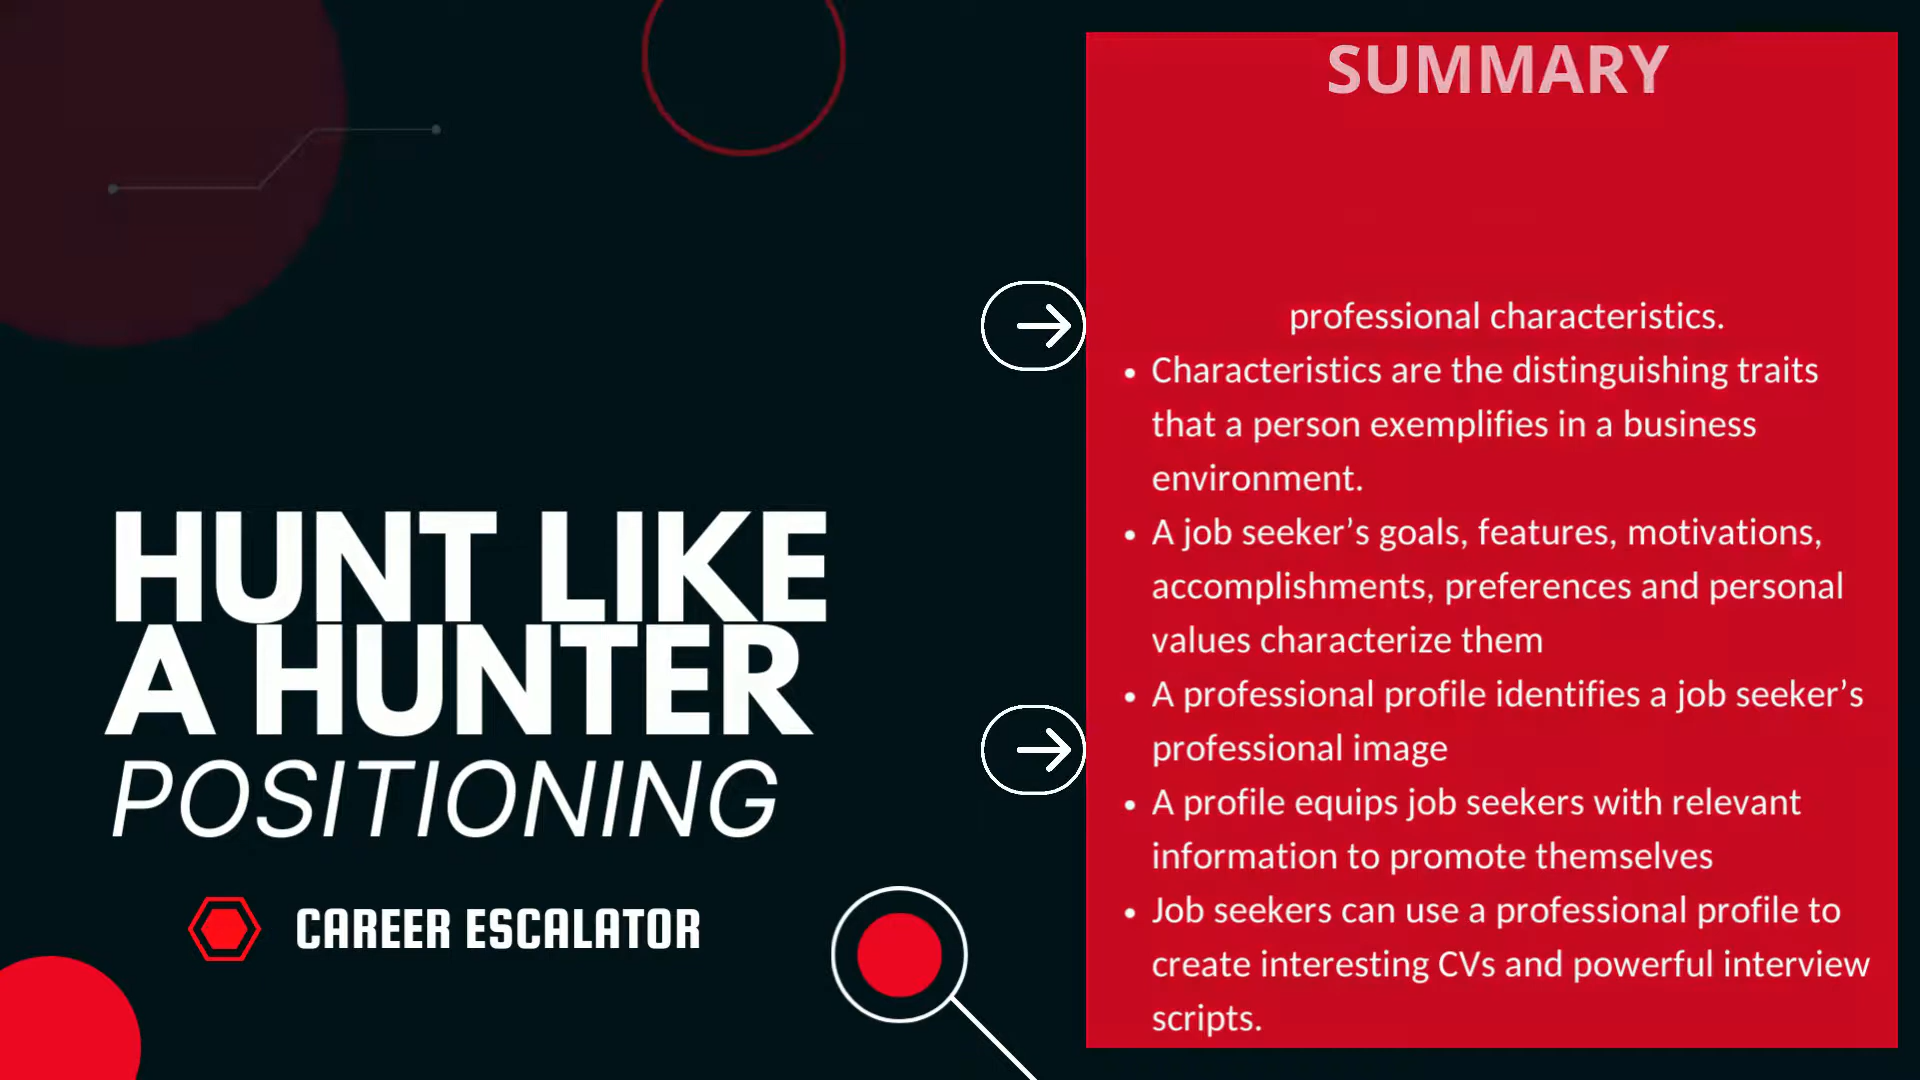 HUNT LIKE
A HUNTER
POSITIONING
CAREER ESCALATOR
SUMMARY
professional characteristics.
• Characteristics are the distinguishing traits
that a person exemplifies in a business
environment.
• A job seeker’s goals, features, motivations,
accomplishments, preferences and personal
values characterize them
• A professional profile identifies a job seeker’s
professional image
• A profile equips job seekers with relevant
information to promote themselves
• Job seekers can use a professional profile to
create interesting CVs and powerful interview
scripts.